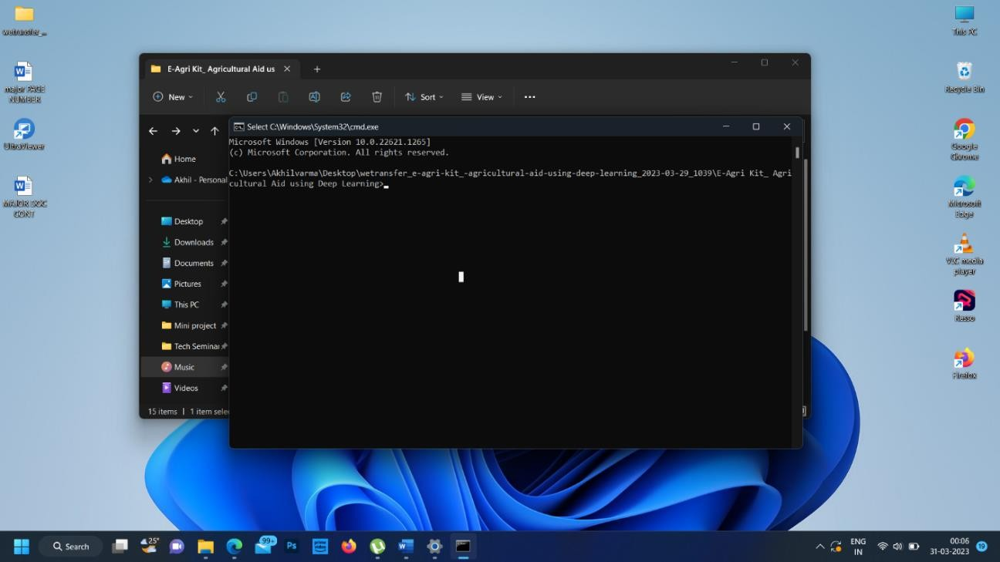 wetransfer_...
major PAGE
NUMBER
UltraViewer
MAJOR DOC
CONT
This PC
Recycle Bin
Google
Chrome
Microsoft
Edge
VLC media
player
Resso
Firefox
E-Agri Kit_ Agricultural Aid us
New
Sort
View
Home
Akhil - Personal
Desktop
Downloads
Documents
Pictures
This PC
Mini project
Tech Seminar
Music
Videos
15 items | 1 item selec
Select C:\Windows\System32\cmd.exe
Microsoft Windows [Version 10.0.22621.1265]
(c) Microsoft Corporation. All rights reserved.
C:\Users\Akhilvarma\Desktop\wetransfer_e-agri-kit_-agricultural-aid-using-deep-learning_2023-03-29_1039\E-Agri Kit_ Agri
cultural Aid using Deep Learning>
Search
25°
99+
Ps
prime
video
W
ENG
IN
00:06
31-03-2023
19